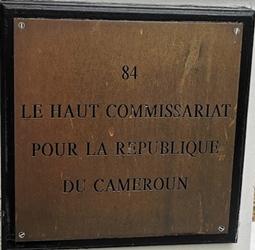 84
LE HAUT COMMISSARIAT
POUR LA REPUBLIQUE
DU CAMEROUN